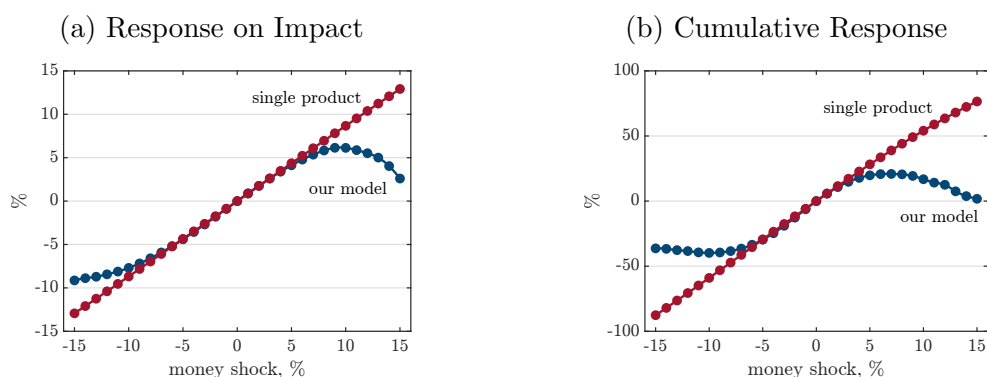 (a) Response on Impact
15
10
5
0
-5
-10
-15
%
single product
our model
-15 -10 -5 0 5 10 15
money shock, %
(b) Cumulative Response
100
50
0
-50
-100
%
single product
our model
-15 -10 -5 0 5 10 15
money shock, %